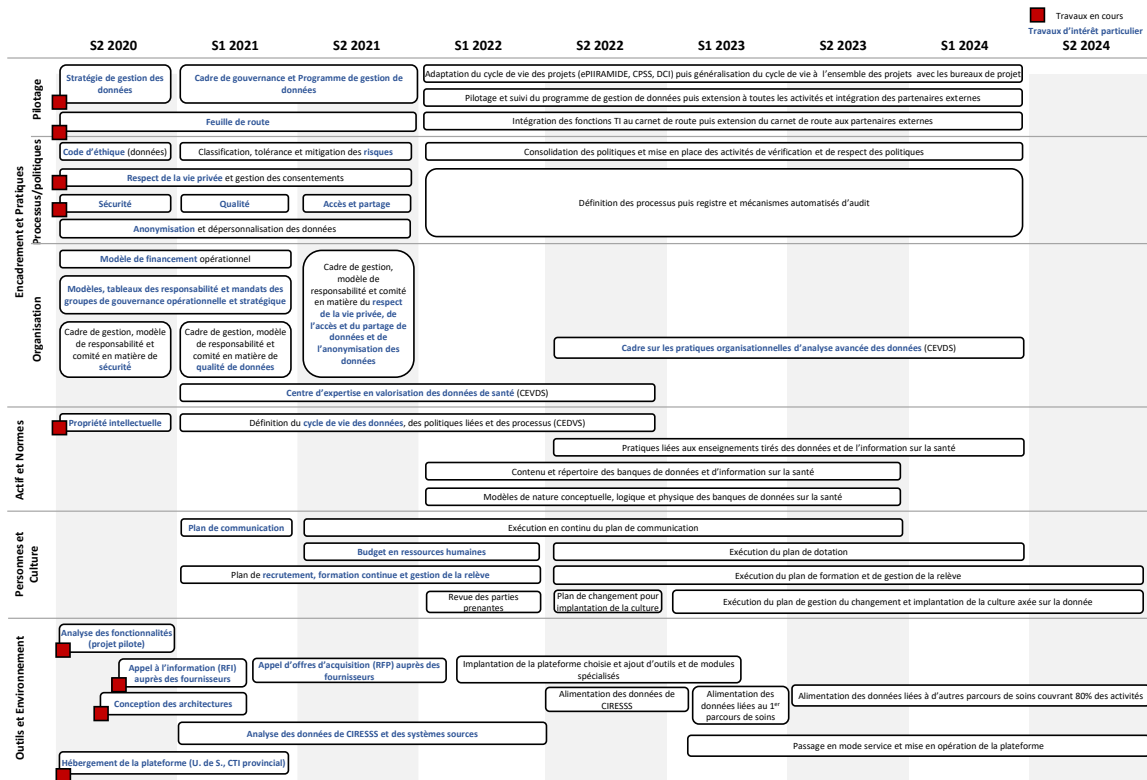 Travaux en cours
Travaux d'intérêt particulier
S2 2020
S1 2021
S2 2021
S1 2022
S2 2022
S1 2023
S2 2023
S1 2024
S2 2024
Encadrement et Pratiques
Pilotage
Stratégie de gestion des
données
Cadre de gouvernance et Programme de gestion de
données
Adaptation du cycle de vie des projets (ePIIRAMIDE, CPSS, DCI) puis généralisation du cycle de vie à l'ensemble des projets avec les bureaux de projet
Pilotage et suivi du programme de gestion de données puis extension à toutes les activités et intégration des partenaires externes
Feuille de route
Intégration des fonctions TI au carnet de route puis extension du carnet de route aux partenaires externes
Processus/politiques
Code d'éthique (données)
Classification, tolérance et mitigation des risques
Consolidation des politiques et mise en place des activités de vérification et de respect des politiques
Respect de la vie privée et gestion des consentements
Sécurité
Qualité
Accès et partage
Définition des processus puis registre et mécanismes automatisés d'audit
Anonymisation et dépersonnalisation des données
Organisation
Modèle de financement opérationnel
Modèles, tableaux des responsabilité et mandats des
groupes de gouvernance opérationnelle et stratégique
Cadre de gestion,
modèle de
responsabilité et comité
en matière du respect
de la vie privée, de
l'accès et du partage de
données et de
l'anonymisation des
données
Cadre de gestion, modèle
de responsabilité et
comité en matière de
sécurité
Cadre de gestion, modèle
de responsabilité et
comité en matière de
qualité de données
Cadre sur les pratiques organisationnelles d'analyse avancée des données (CEVDS)
Centre d'expertise en valorisation des données de santé (CEVDS)
Actif et Normes
Propriété intellectuelle
Définition du cycle de vie des données, des politiques liées et des processus (CEDVS)
Pratiques liées aux enseignements tirés des données et de l'information sur la santé
Contenu et répertoire des banques de données et d'information sur la santé
Modèles de nature conceptuelle, logique et physique des banques de données sur la santé
Personnes et
Culture
Plan de communication
Exécution en continu du plan de communication
Budget en ressources humaines
Exécution du plan de dotation
Plan de recrutement, formation continue et gestion de la relève
Exécution du plan de formation et de gestion de la relève
Revue des parties
prenantes
Plan de changement pour
implantation de la culture
Exécution du plan de gestion du changement et implantation de la culture axée sur la donnée
Outils et Environnement
Analyse des fonctionnalités
(projet pilote)
Appel à l'information (RFI)
auprès des fournisseurs
Appel d'offres d'acquisition (RFP) auprès des
fournisseurs
Implantation de la plateforme choisie et ajout d'outils et de modules
spécialisés
Conception des architectures
Alimentation des données de
CIRESSS
Alimentation des
données liées au 1er
parcours de soins
Alimentation des données liées à d'autres parcours de soins couvrant 80% des activités
Analyse des données de CIRESSS et des systèmes sources
Passage en mode service et mise en opération de la plateforme
Hébergement de la plateforme (U. de S., CTI provincial)